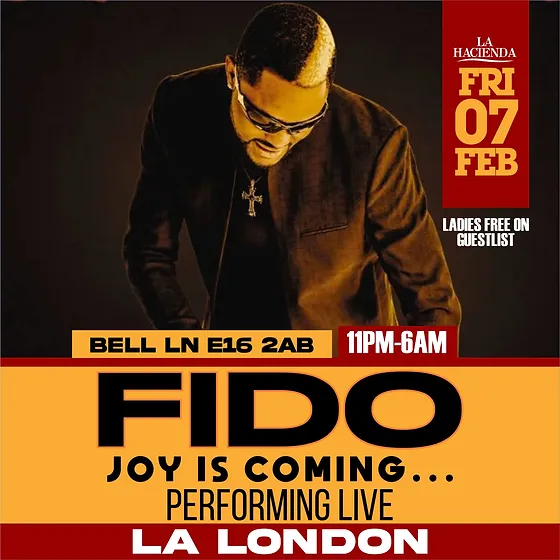 LA
HACIENDA
FRI
07
FEB
LADIES FREE ON
GUESTLIST
BELL LN E16 2AB
11PM-6AM
FIDO
JOY IS COMING...
PERFORMING LIVE
LA LONDON